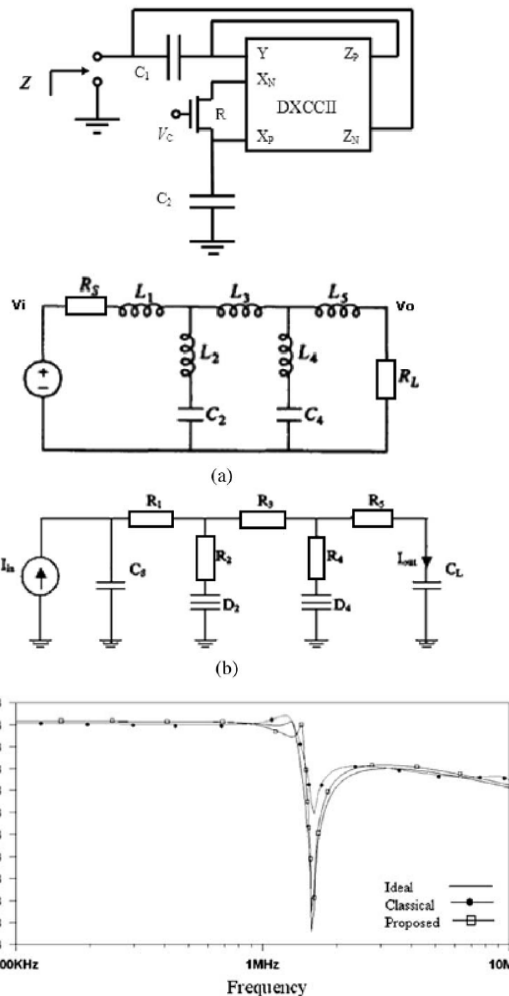 Z
C1
Y
ZP
XN
DXCCII
VC
R
XP
ZN
C2
Vi
RS
L1
L3
L5
Vo
L2
L4
RL
+
−
C2
C4
(a)
R1
R3
R5
Iin
CS
R2
R4
Iout
CL
D2
D4
(b)
Ideal
Classical
Proposed
00KHz
1MHz
10M
Frequency